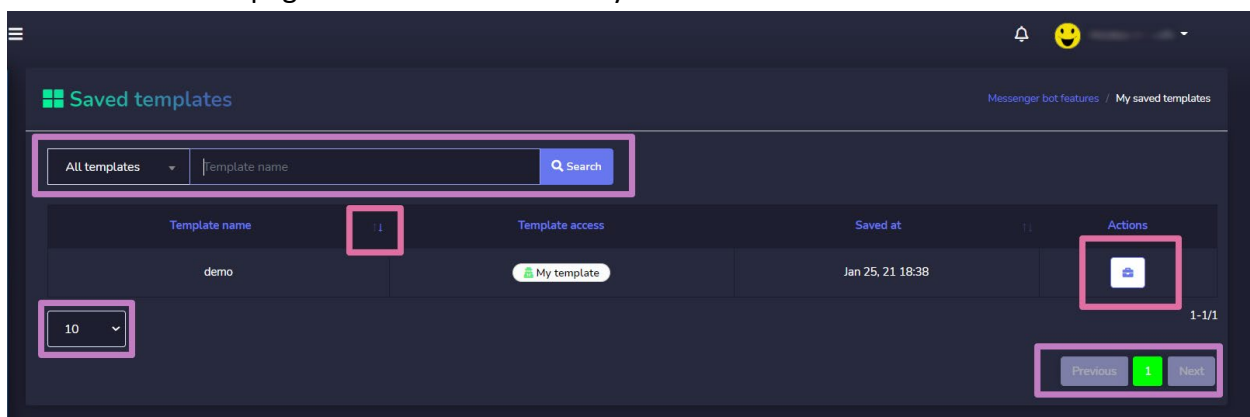 Saved templates
Messenger bot features / My saved templates
All templates
Template name
Search
Template name
Template access
Saved at
Actions
demo
My template
Jan 25, 21 18:38
10
1-1/1
Previous 1 Next